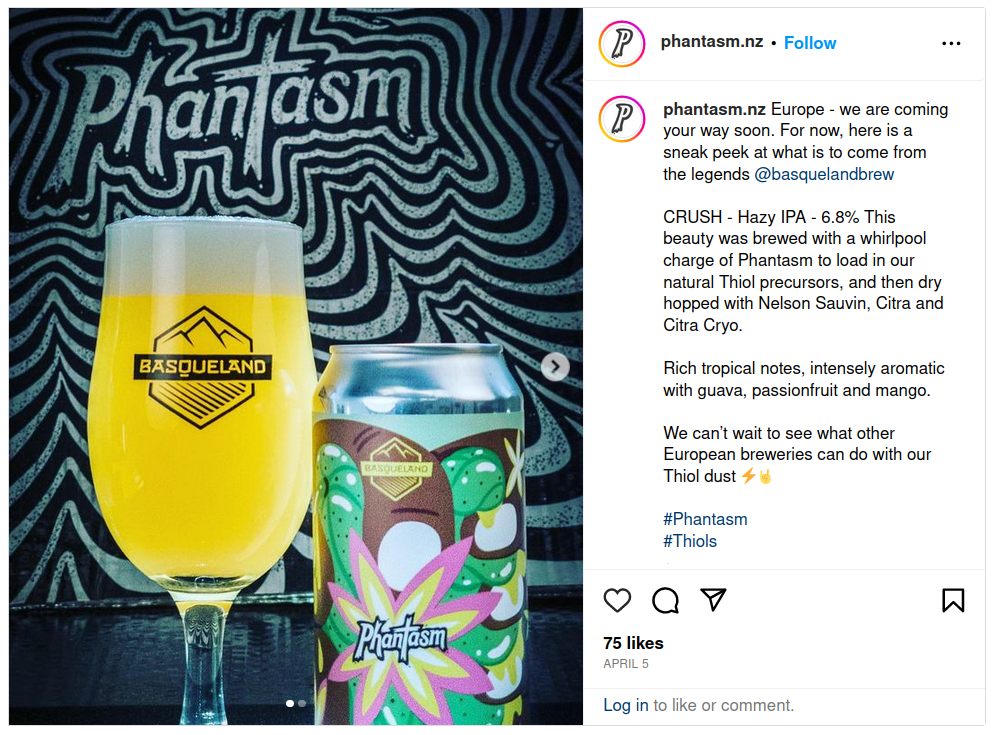 Phantasm
BASQUELAND
BASQUELAND
Phantasm
phantasm.nz • Follow
phantasm.nz Europe - we are coming
your way soon. For now, here is a
sneak peek at what is to come from
the legends @basquelandbrew
CRUSH - Hazy IPA - 6.8% This
beauty was brewed with a whirlpool
charge of Phantasm to load in our
natural Thiol precursors, and then dry
hopped with Nelson Sauvin, Citra and
Citra Cryo.
Rich tropical notes, intensely aromatic
with guava, passionfruit and mango.
We can’t wait to see what other
European breweries can do with our
Thiol dust ⚡🤘
#Phantasm
#Thiols
75 likes
APRIL 5
Log in to like or comment.